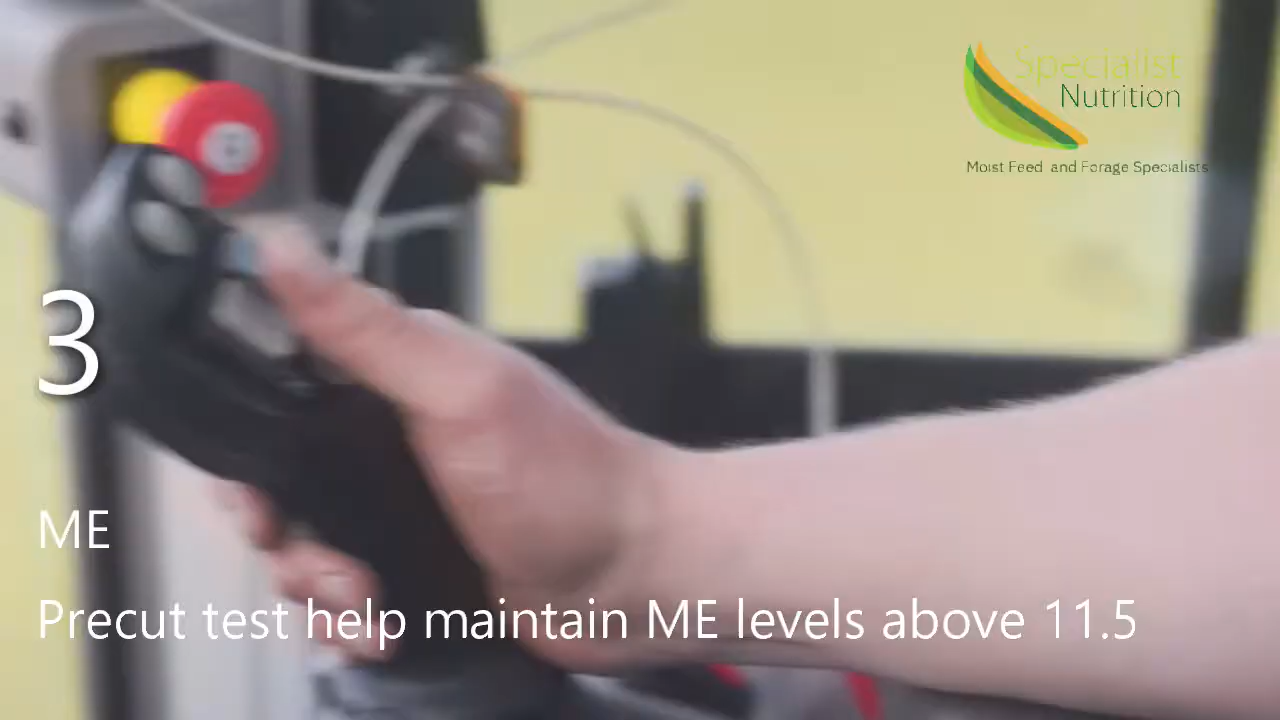 Specialist
Nutrition
Moist Feed and Forage Specialists
3
ME
Precut test help maintain ME levels above 11.5